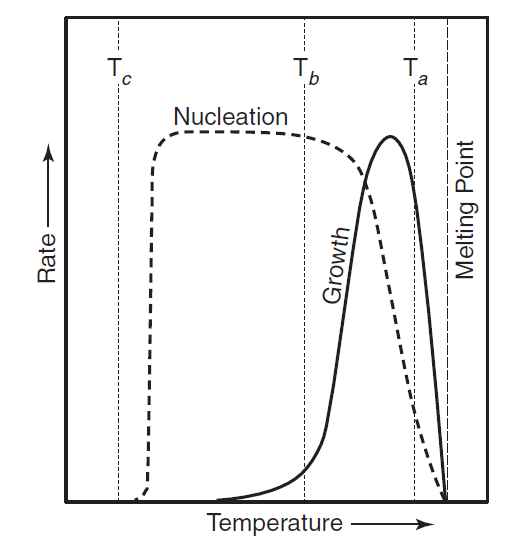 Tc
Tb
Ta
Nucleation
Growth
Melting Point
Rate
Temperature